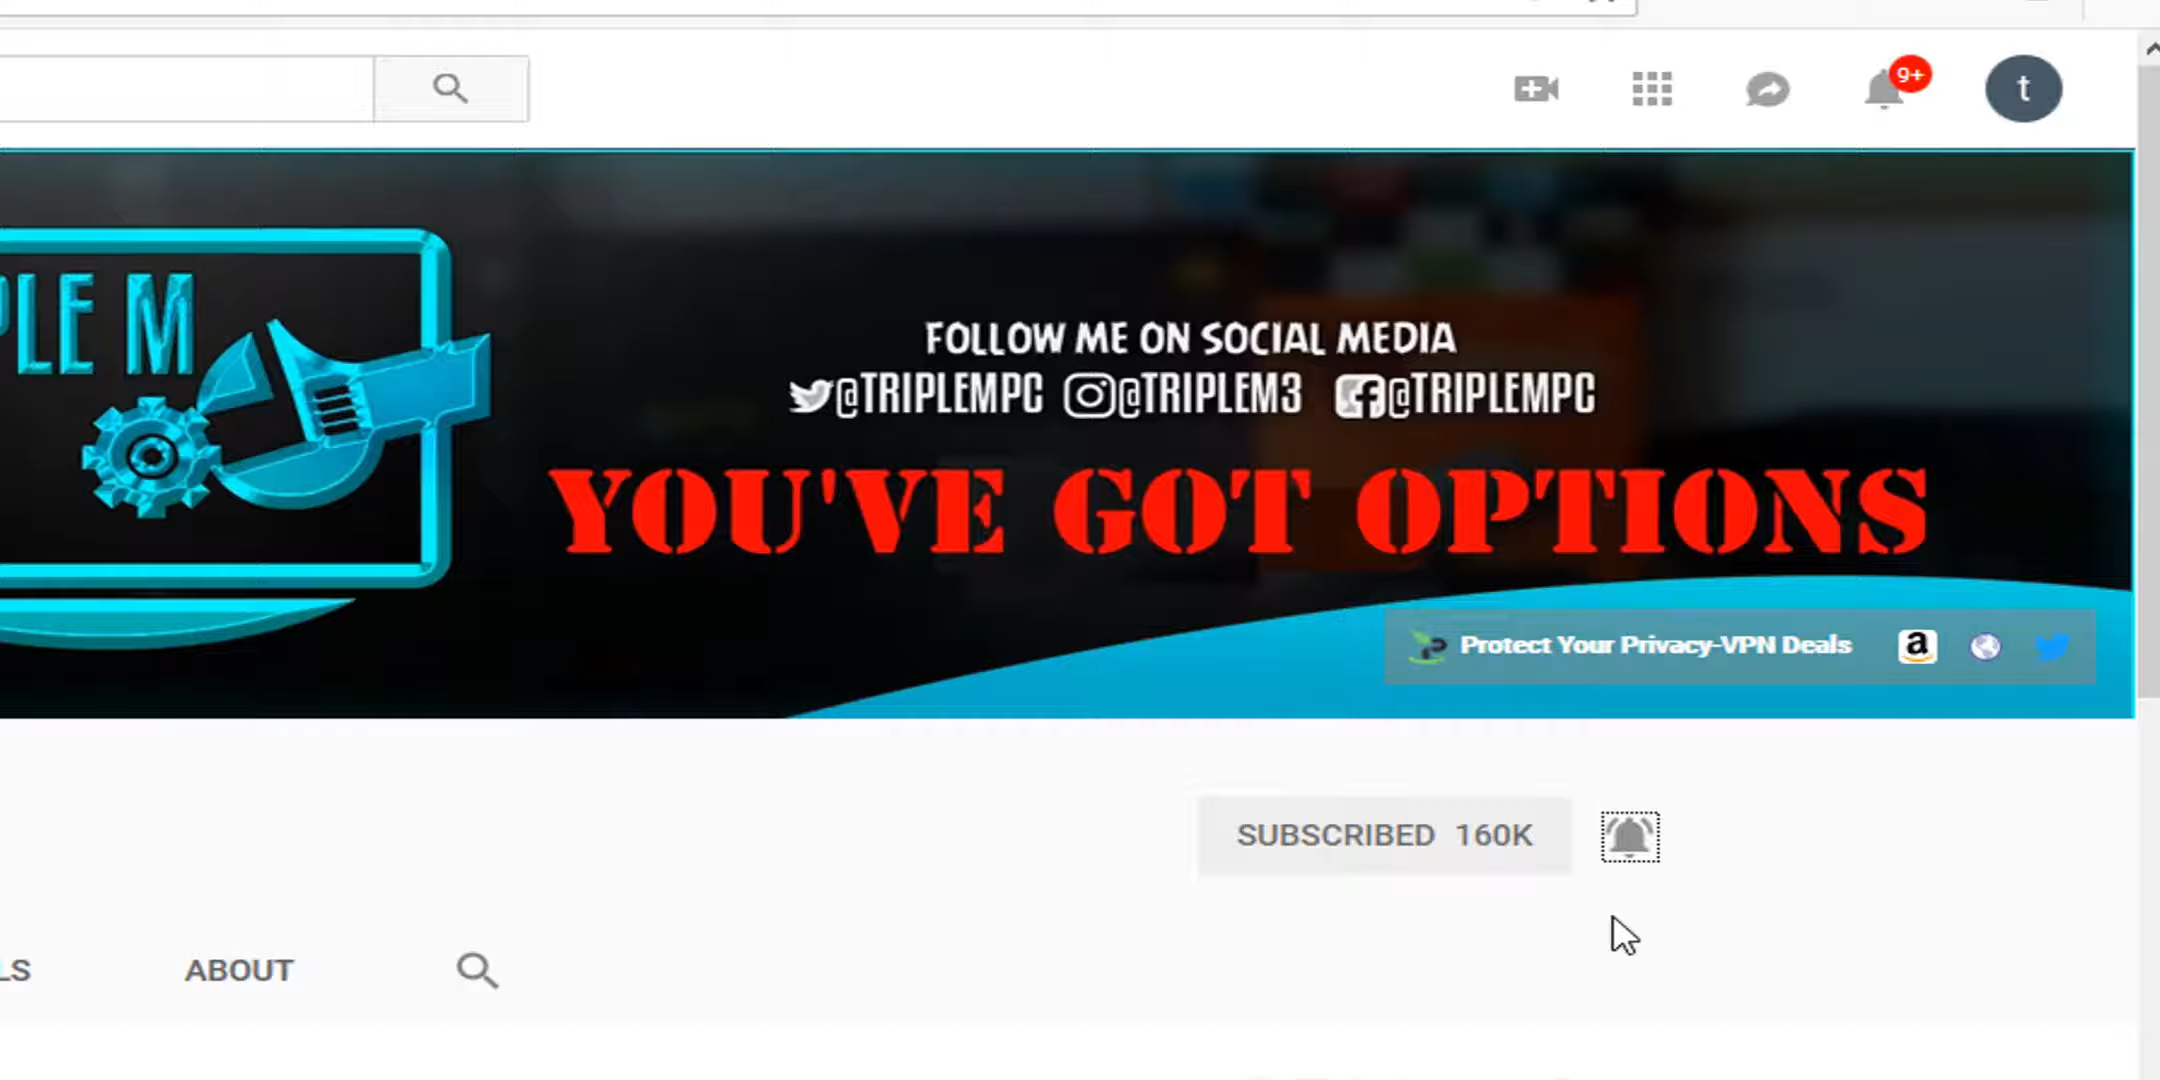 9+
t
PLE M
FOLLOW ME ON SOCIAL MEDIA
@TRIPLEMPC @TRIPLEM3 @TRIPLEMPC
YOU'VE GOT OPTIONS
Protect Your Privacy-VPN Deals a
SUBSCRIBED 160K
LS ABOUT